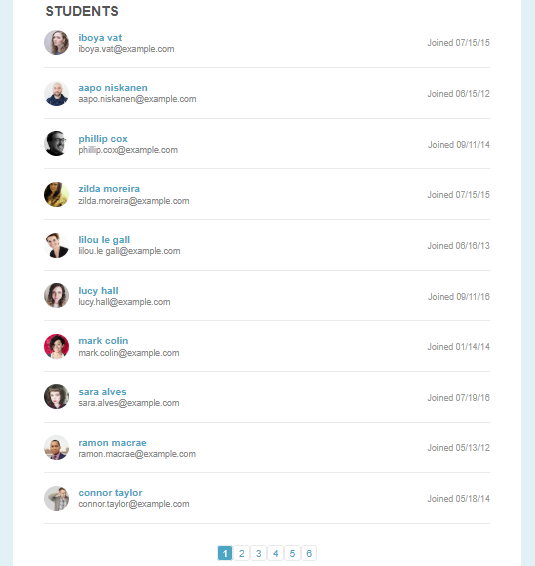 STUDENTS
iboya vat
iboya.vat@example.com
Joined 07/15/15
aapo niskanen
aapo.niskanen@example.com
Joined 06/15/12
phillip cox
phillip.cox@example.com
Joined 09/11/14
zilda moreira
zilda.moreira@example.com
Joined 07/15/15
lilou le gall
lilou.le gall@example.com
Joined 06/16/13
lucy hall
lucy.hall@example.com
Joined 09/11/16
mark colin
mark.colin@example.com
Joined 01/14/14
sara alves
sara.alves@example.com
Joined 07/19/16
ramon macrae
ramon.macrae@example.com
Joined 05/13/12
connor taylor
connor.taylor@example.com
Joined 05/18/14
1 2 3 4 5 6